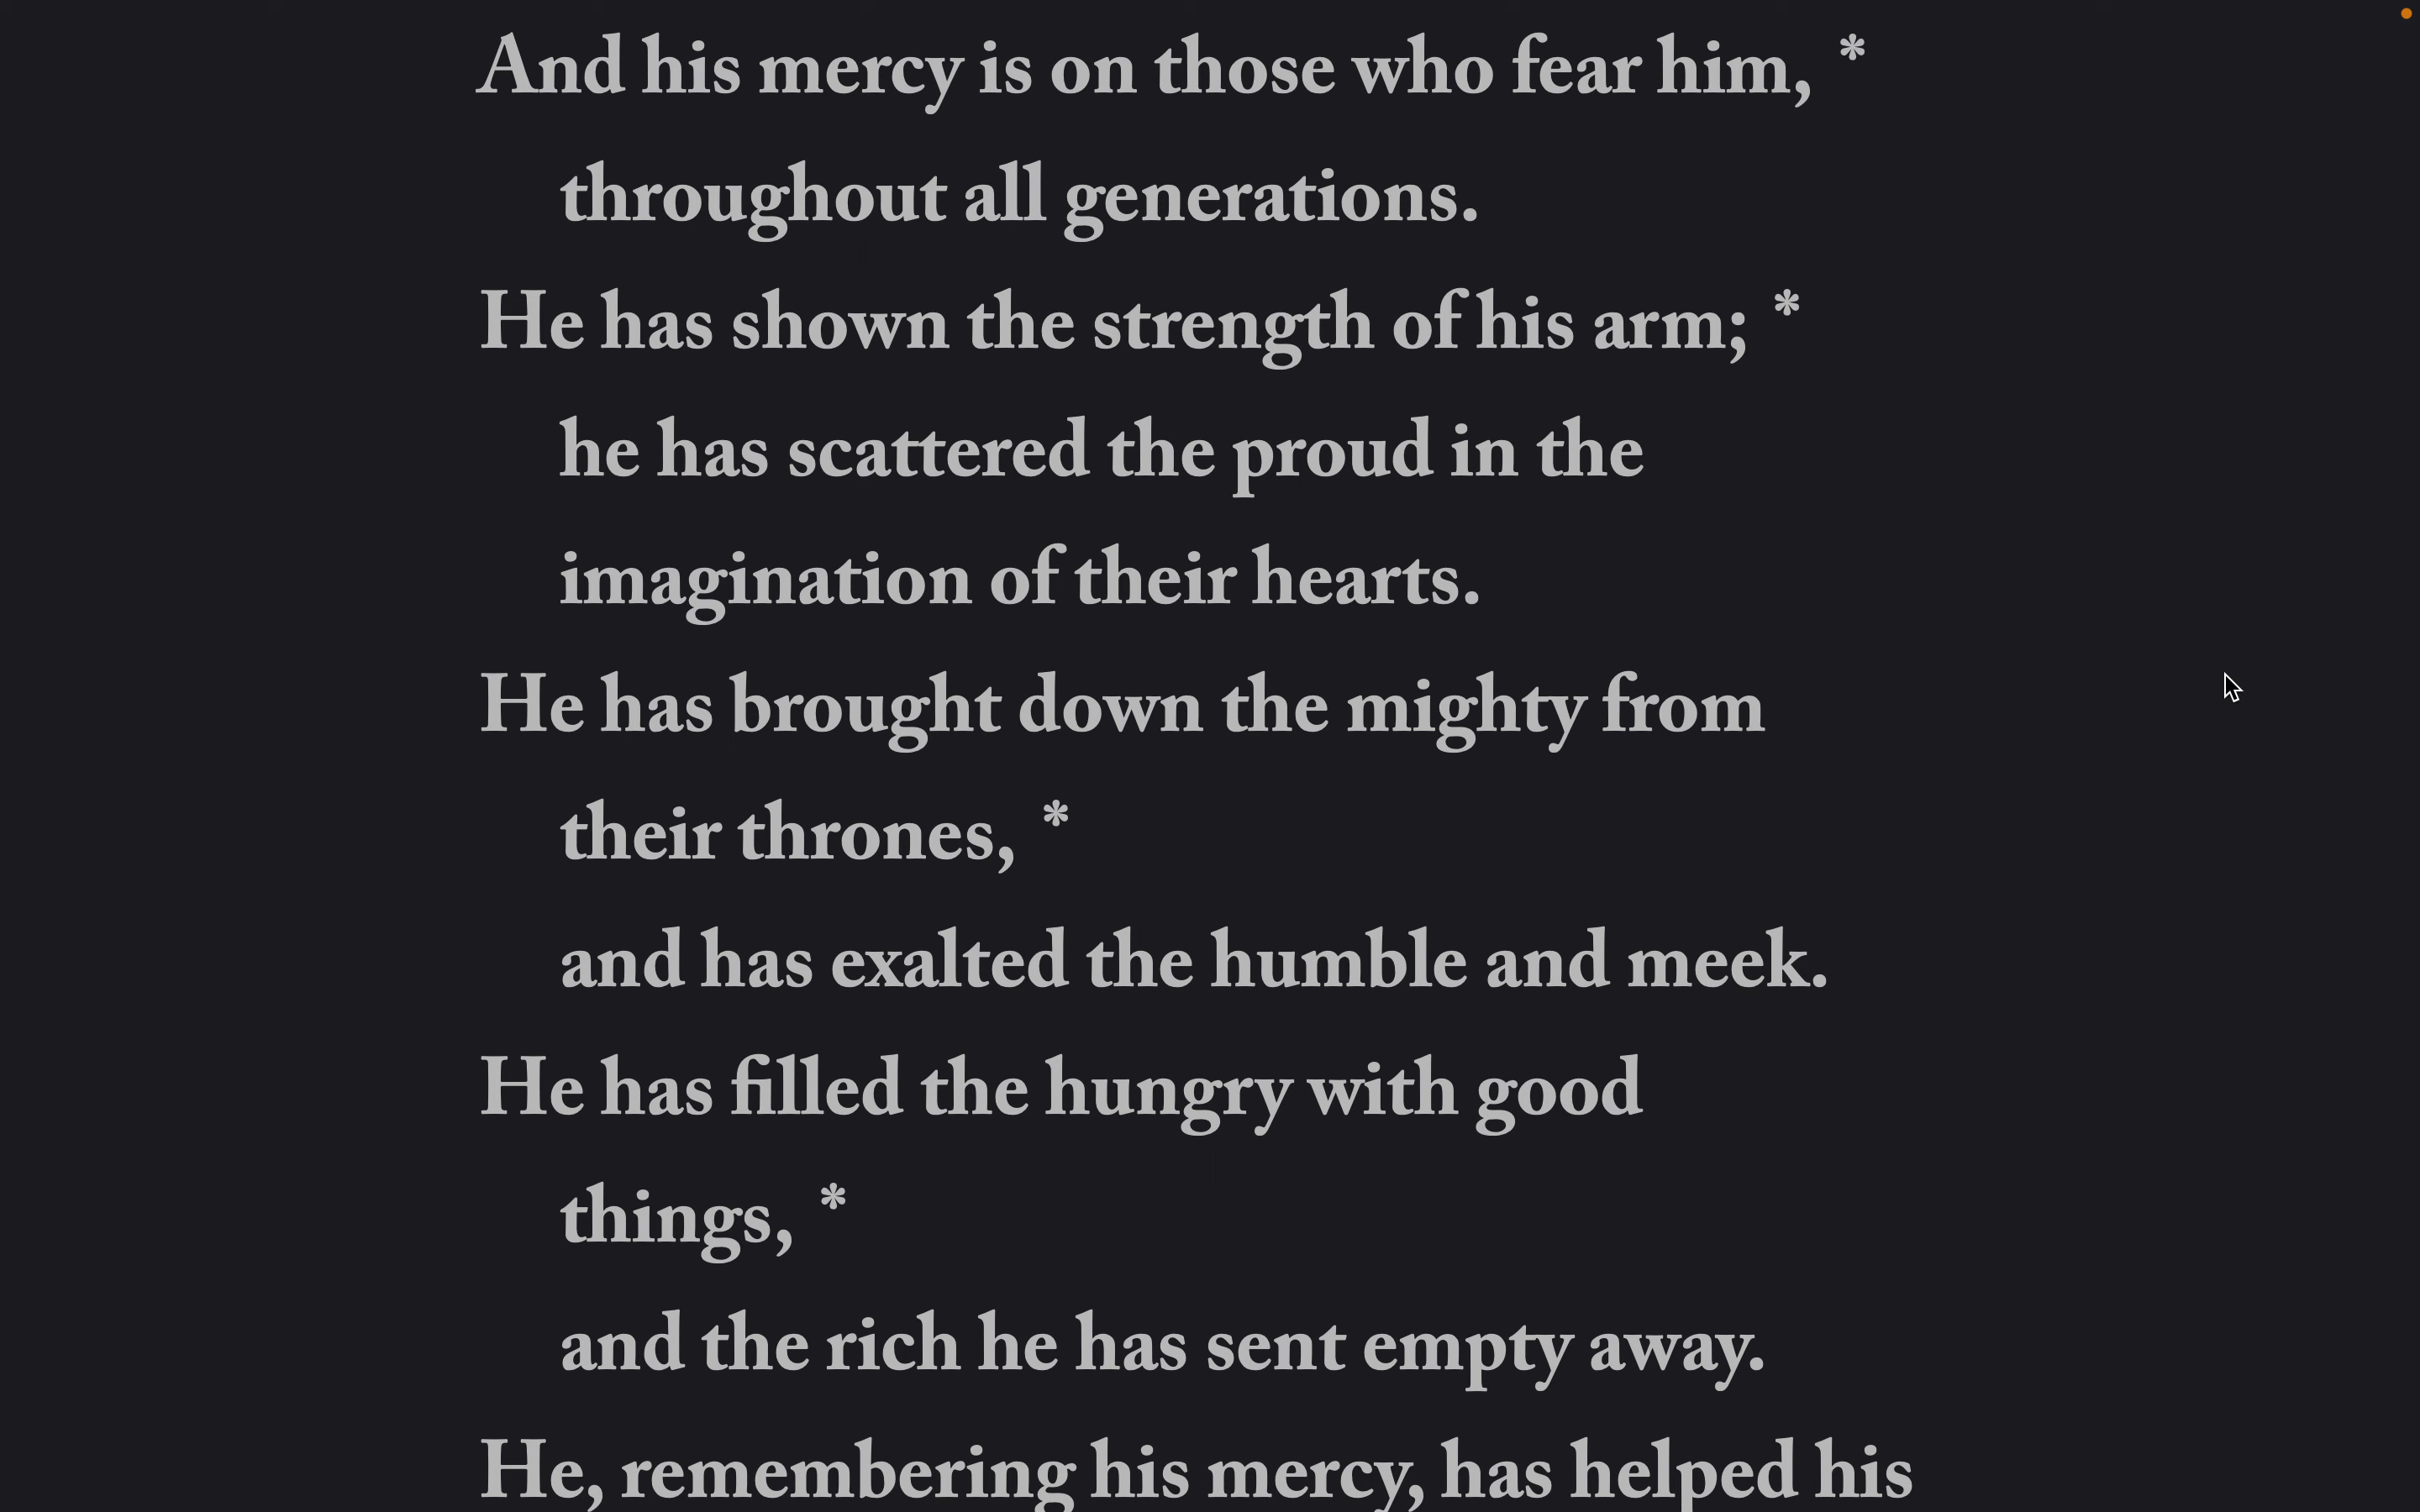 And his mercy is on those who fear him, *
throughout all generations.
He has shown the strength of his arm; *
he has scattered the proud in the
imagination of their hearts.
He has brought down the mighty from
their thrones, *
and has exalted the humble and meek.
He has filled the hungry with good
things, *
and the rich he has sent empty away.
He, remembering his mercy, has helped his